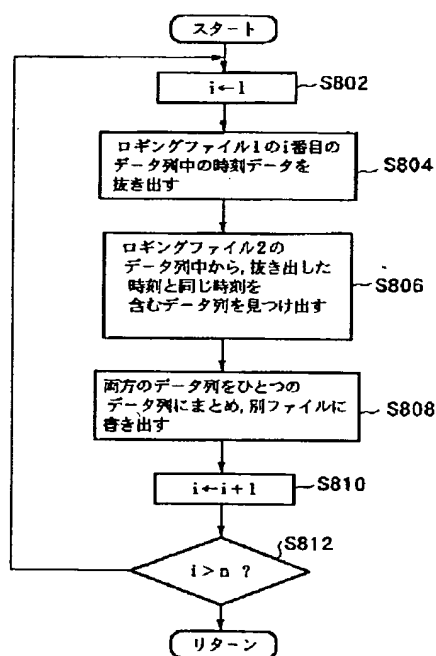 スタート
i←1
S802
ロギングファイル1のi番目の
データ列中の時刻データを
抜き出す
S804
ロギングファイル2の
データ列中から,抜き出した
時刻と同じ時刻を
含むデータ列を見つけ出す
S806
両方のデータ列をひとつの
データ列にまとめ,別ファイルに
書き出す
S808
i←i+1
S810
S812
i>n ?
リターン